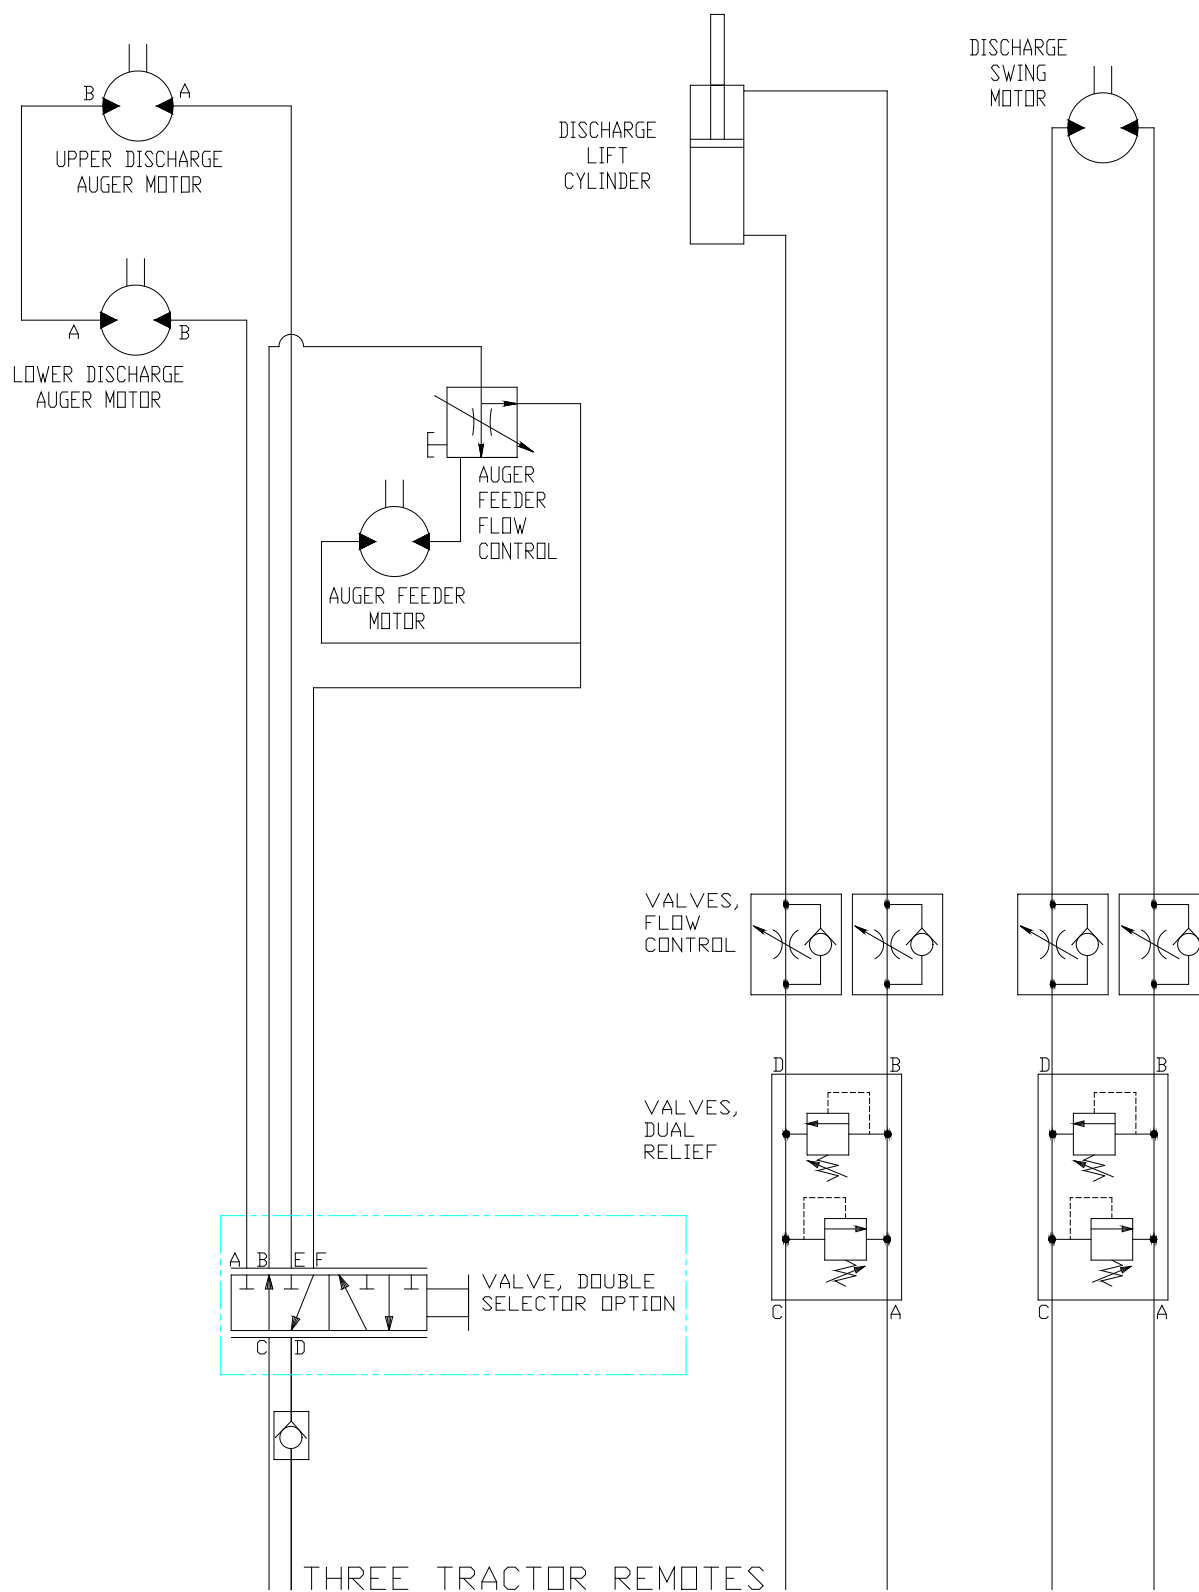 B
A
UPPER DISCHARGE
AUGER MOTOR
A
B
LOWER DISCHARGE
AUGER MOTOR
AUGER
FEEDER
FLOW
CONTROL
AUGER FEEDER
MOTOR
DISCHARGE
LIFT
CYLINDER
DISCHARGE
SWING
MOTOR
VALVES,
FLOW
CONTROL
D
B
D
B
VALVES,
DUAL
RELIEF
C
A
C
A
A B E F
VALVE, DOUBLE
SELECTOR OPTION
C D
THREE TRACTOR REMOTES